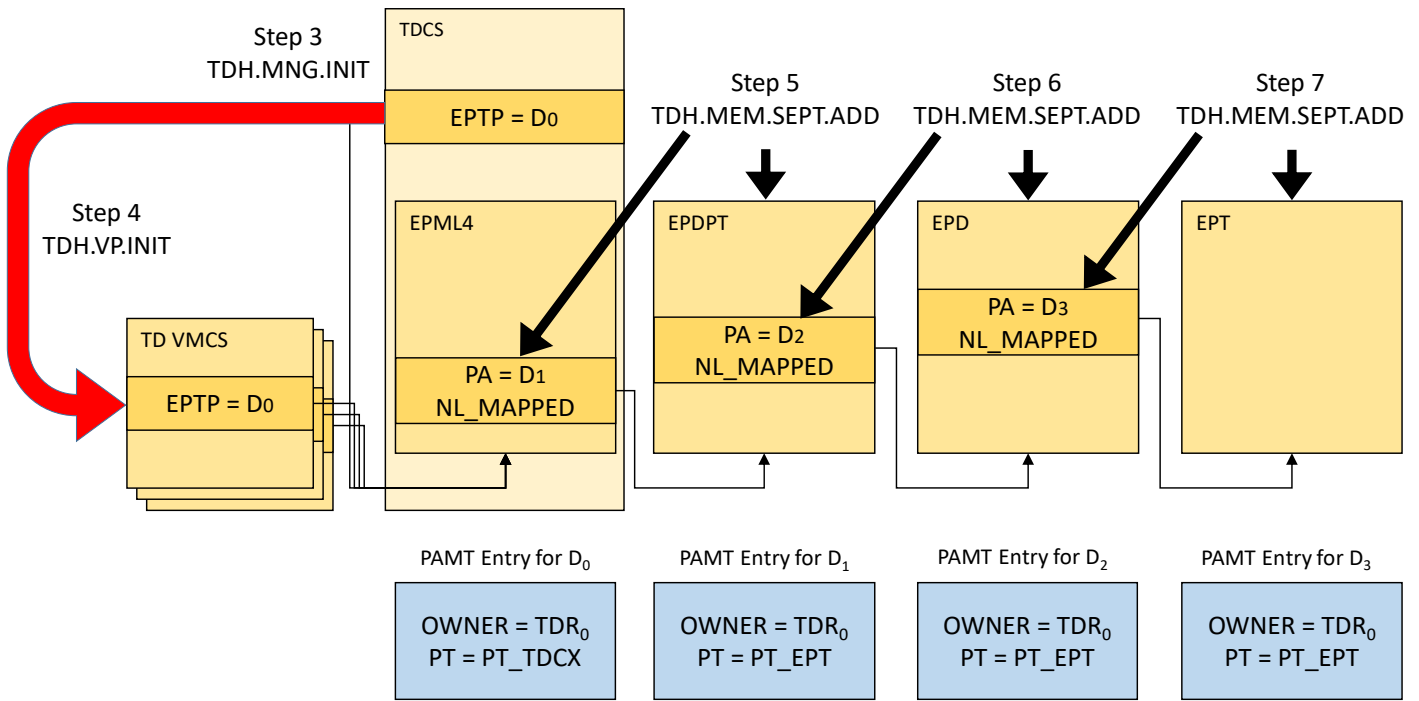 Step 3
TDH.MNG.INIT
TDCS
EPTP = D0
Step 5
TDH.MEM.SEPT.ADD
Step 6
TDH.MEM.SEPT.ADD
Step 7
TDH.MEM.SEPT.ADD
Step 4
TDH.VP.INIT
EPML4
EPDPT
EPD
EPT
TD VMCS
EPTP = D0
PA = D1
NL_MAPPED
PA = D2
NL_MAPPED
PA = D3
NL_MAPPED
PAMT Entry for D₀
PAMT Entry for D₁
PAMT Entry for D₂
PAMT Entry for D₃
OWNER = TDR₀
PT = PT_TDCX
OWNER = TDR₀
PT = PT_EPT
OWNER = TDR₀
PT = PT_EPT
OWNER = TDR₀
PT = PT_EPT